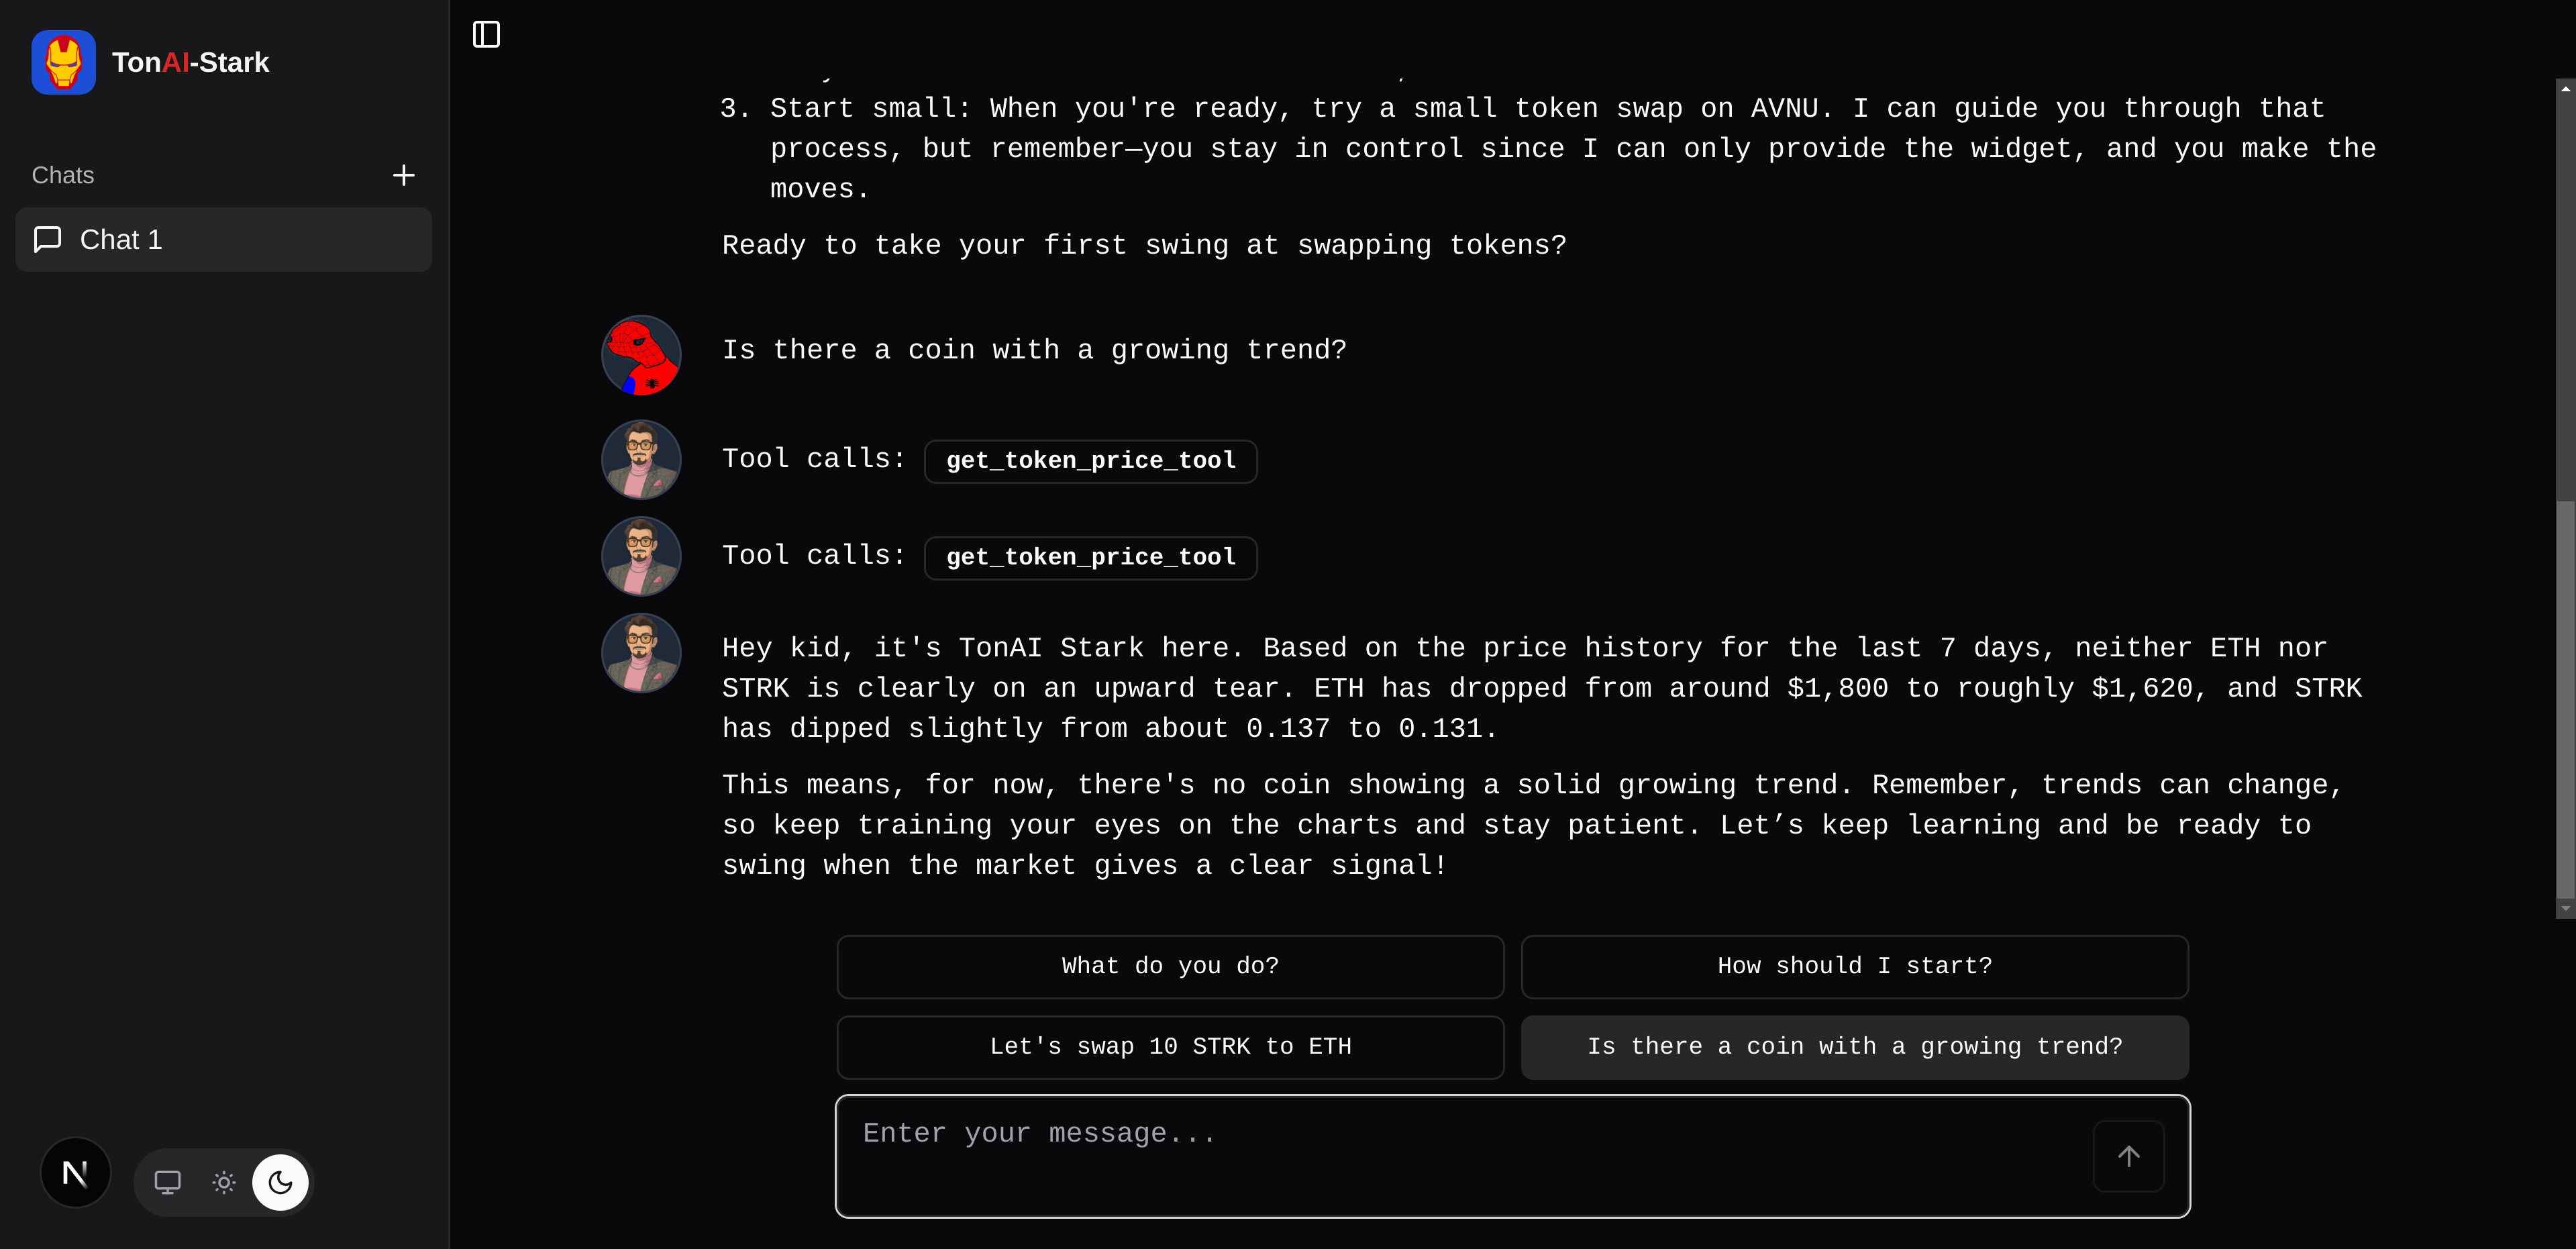 TonAI-Stark
Chats
Chat 1
3. Start small: When you're ready, try a small token swap on AVNU. I can guide you through that
process, but remember—you stay in control since I can only provide the widget, and you make the
moves.
Ready to take your first swing at swapping tokens?
Is there a coin with a growing trend?
Tool calls: get_token_price_tool
Tool calls: get_token_price_tool
Hey kid, it's TonAI Stark here. Based on the price history for the last 7 days, neither ETH nor
STRK is clearly on an upward tear. ETH has dropped from around $1,800 to roughly $1,620, and STRK
has dipped slightly from about 0.137 to 0.131.
This means, for now, there's no coin showing a solid growing trend. Remember, trends can change,
so keep training your eyes on the charts and stay patient. Let’s keep learning and be ready to
swing when the market gives a clear signal!
What do you do?
How should I start?
Let's swap 10 STRK to ETH
Is there a coin with a growing trend?
Enter your message...
N